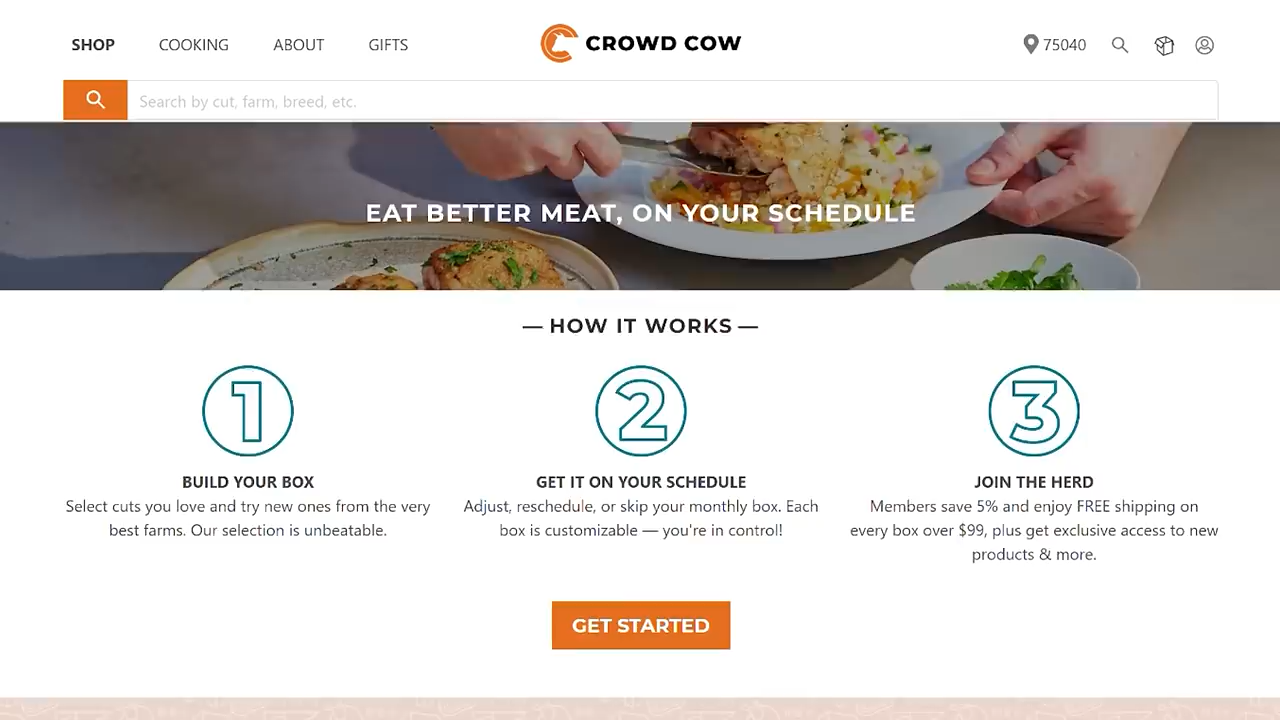 SHOP COOKING ABOUT GIFTS CROWD COW 75040
Search by cut, farm, breed, etc.
EAT BETTER MEAT, ON YOUR SCHEDULE
— HOW IT WORKS —
1 2 3
BUILD YOUR BOX
Select cuts you love and try new ones from the very
best farms. Our selection is unbeatable.
GET IT ON YOUR SCHEDULE
Adjust, reschedule, or skip your monthly box. Each
box is customizable — you're in control!
JOIN THE HERD
Members save 5% and enjoy FREE shipping on
every box over $99, plus get exclusive access to new
products & more.
GET STARTED